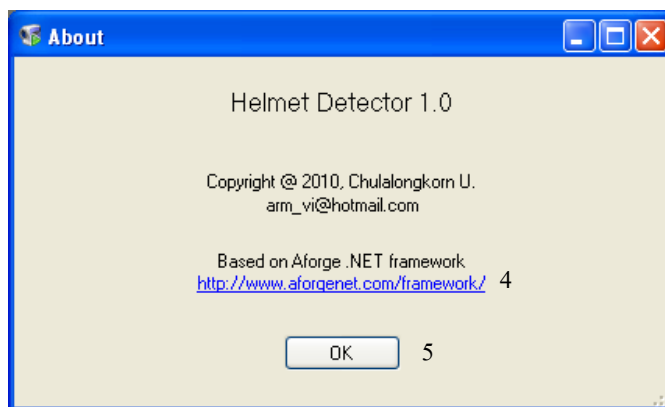 About
Helmet Detector 1.0
Copyright @ 2010, Chulalongkorn U.
arm_vi@hotmail.com
Based on Aforge .NET framework
http://www.aforgenet.com/framework/ 4
OK 5